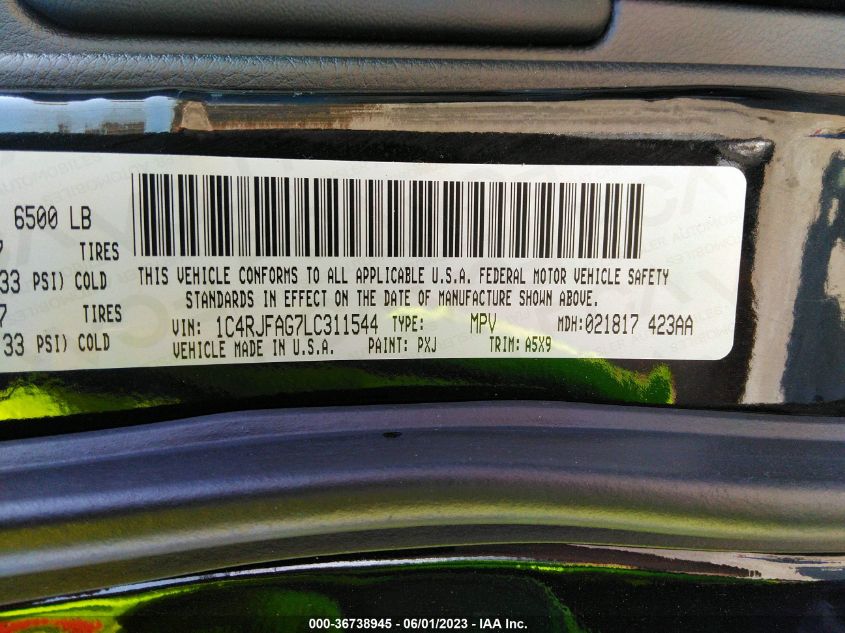 6500 LB
7 TIRES
33 PSI) COLD
7 TIRES
33 PSI) COLD
THIS VEHICLE CONFORMS TO ALL APPLICABLE U.S.A. FEDERAL MOTOR VEHICLE SAFETY
STANDARDS IN EFFECT ON THE DATE OF MANUFACTURE SHOWN ABOVE.
VIN: 1C4RJFAG7LC311544 TYPE: MPV MDH:021817 423AA
VEHICLE MADE IN U.S.A. PAINT: PXJ TRIM: A5X9
000-36738945 - 06/01/2023 - IAA Inc.